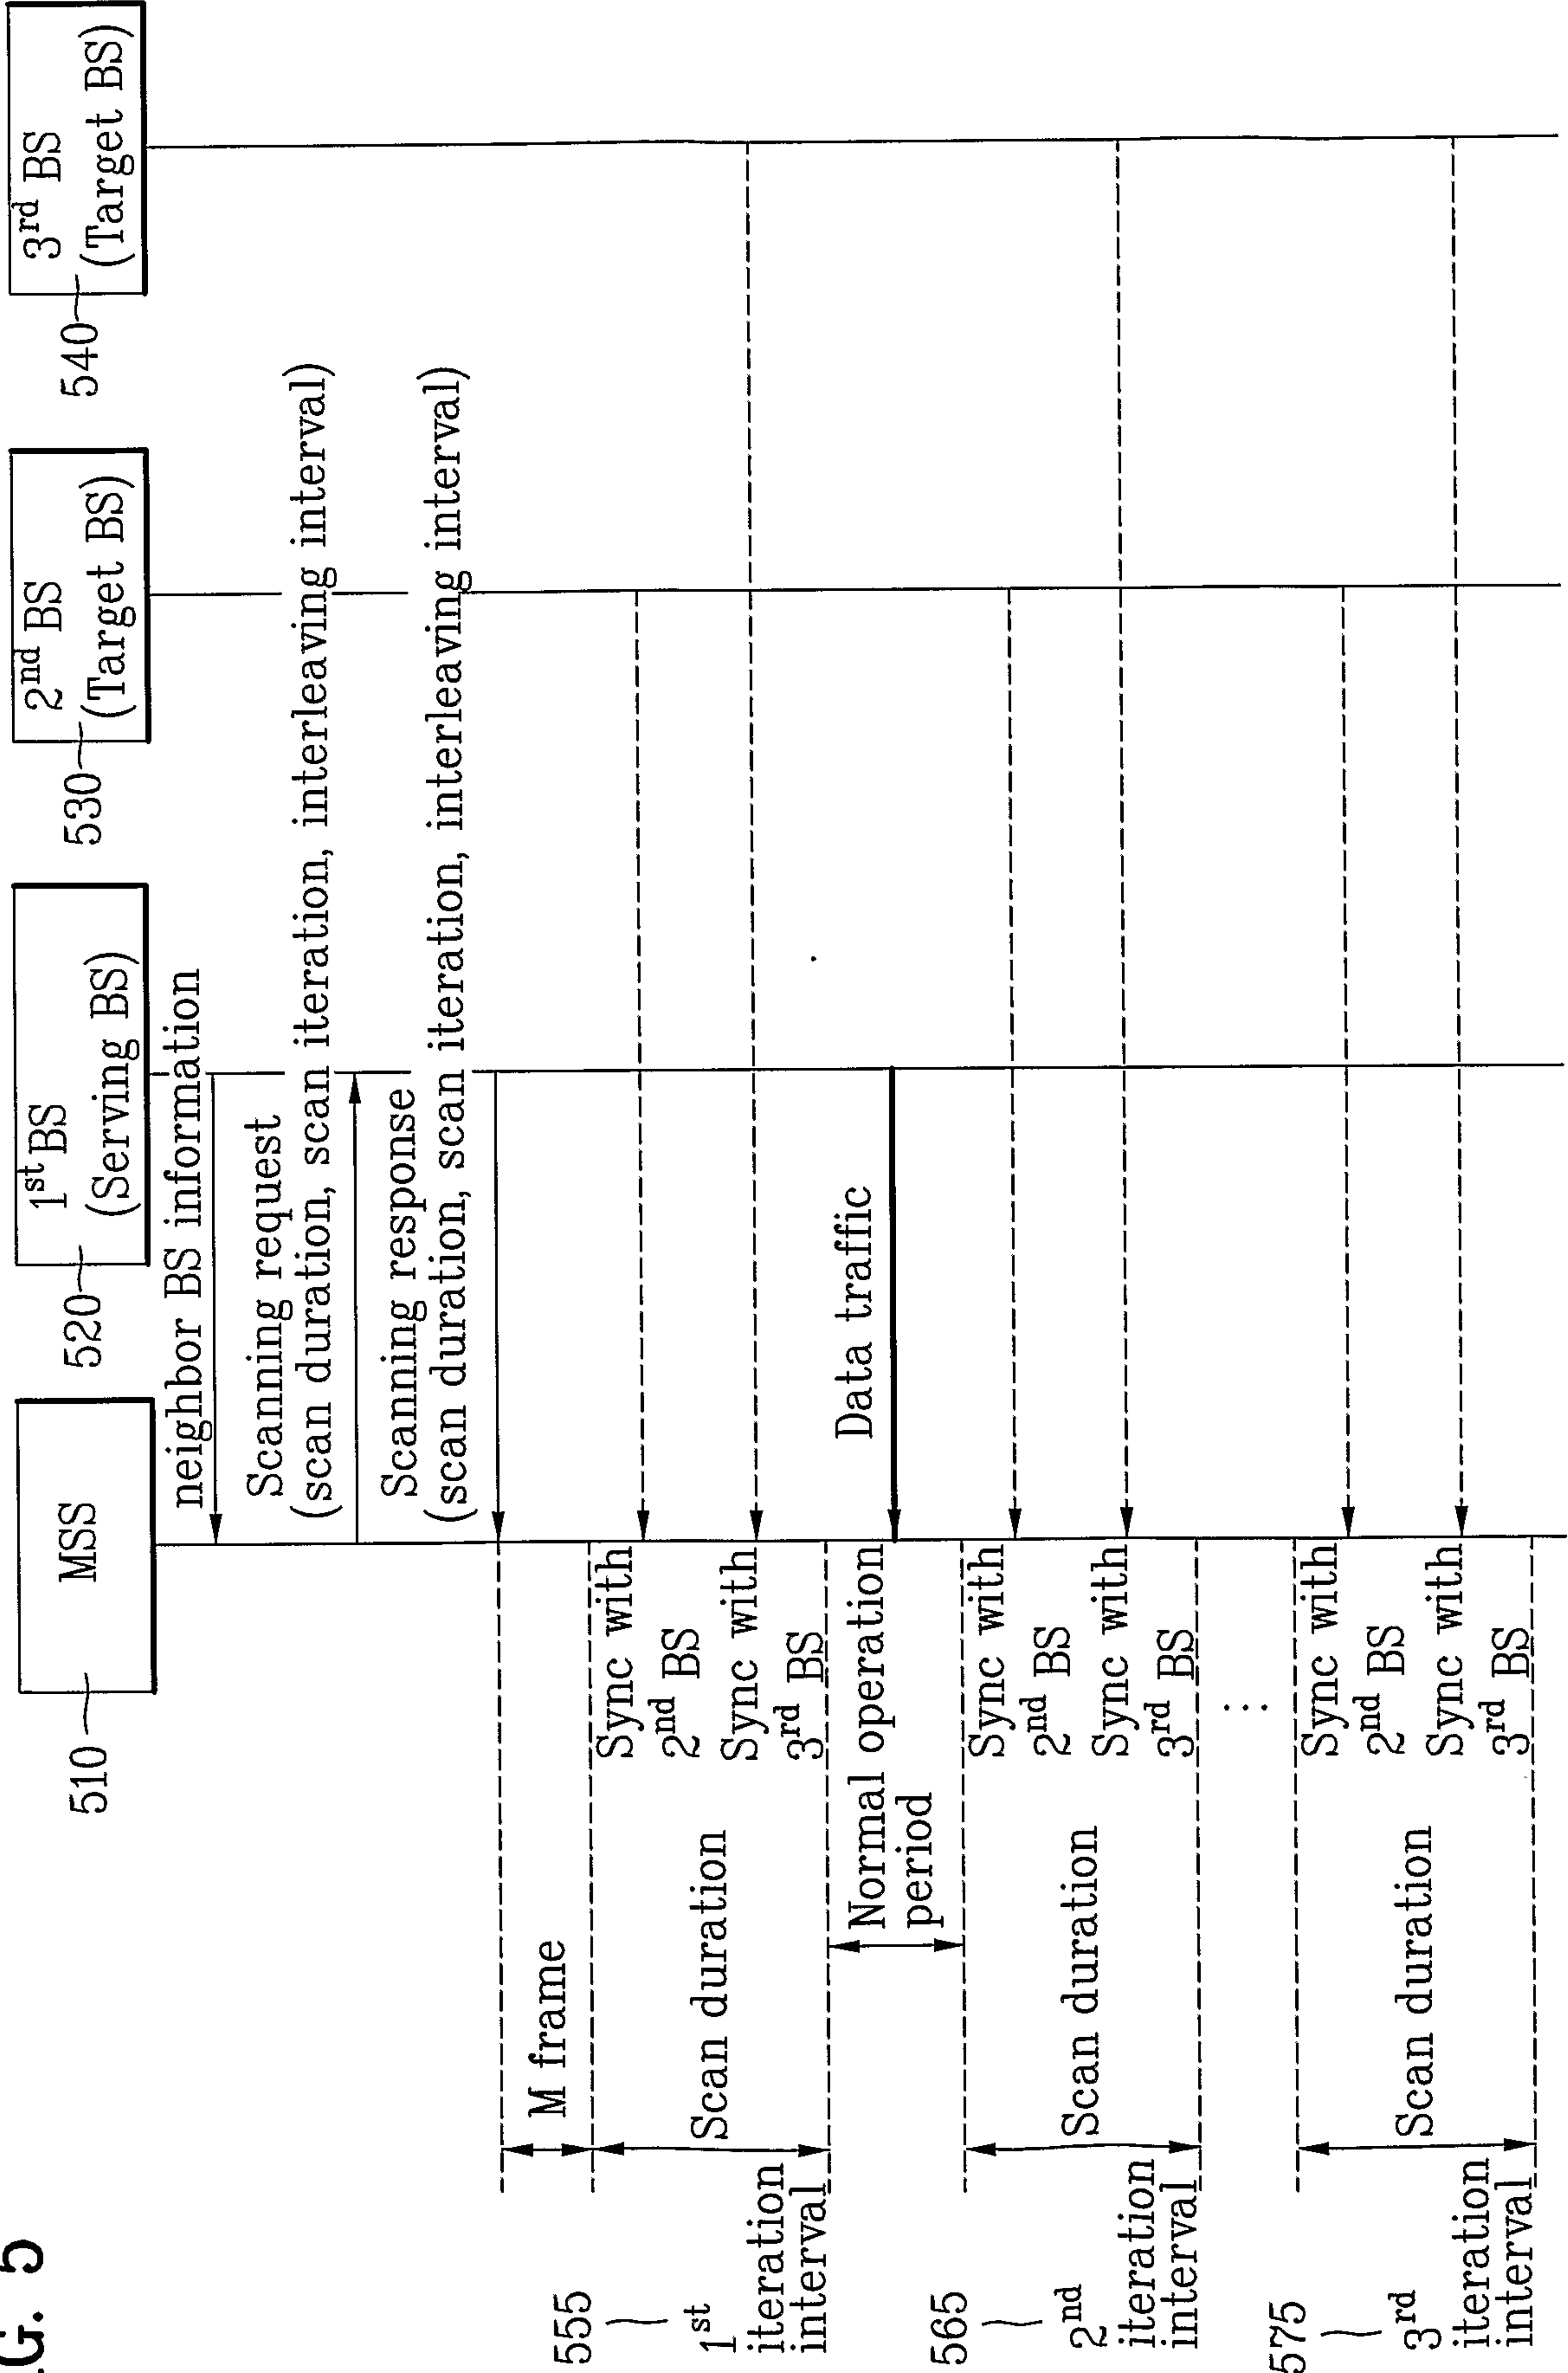 G. 5
510
MSS
520
1st BS
(Serving BS)
530
2nd BS
(Target BS)
540
3rd BS
(Target BS)
neighbor BS information
Scanning request
(scan duration, scan iteration, interleaving interval)
Scanning response
(scan duration, scan iteration, interleaving interval)
M frame
555
1st
iteration
interval
Scan duration
Sync with
2nd BS
Sync with
3rd BS
Normal operation
period
Data traffic
565
2nd
iteration
interval
Scan duration
Sync with
2nd BS
Sync with
3rd BS
...
575
3rd
iteration
interval
Scan duration
Sync with
2nd BS
Sync with
3rd BS